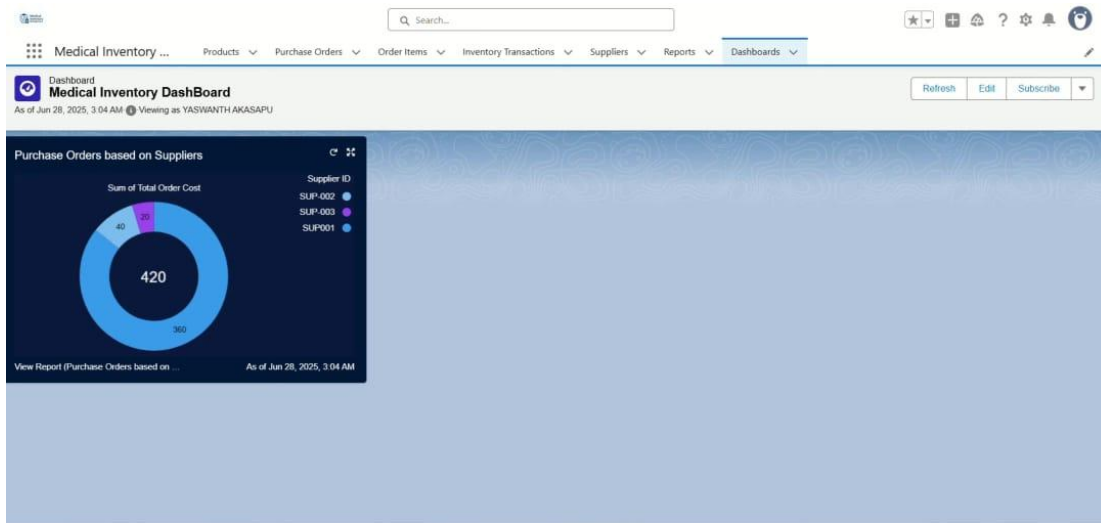 Search...
Medical Inventory ...
Products
Purchase Orders
Order Items
Inventory Transactions
Suppliers
Reports
Dashboards
Dashboard
Medical Inventory DashBoard
As of Jun 28, 2025, 3:04 AM Viewing as YASWANTH AKASAPU
Refresh
Edit
Subscribe
Purchase Orders based on Suppliers
Sum of Total Order Cost
Supplier ID
SUP-002
SUP-003
SUP001
20
40
420
360
View Report (Purchase Orders based on ...
As of Jun 28, 2025, 3:04 AM